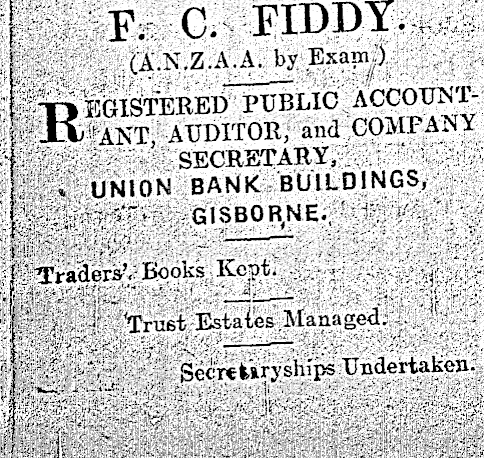 F. C. FIDDY.
(A.N.Z.A.A. by Exam.)
REGISTERED PUBLIC ACCOUNT-
ANT, AUDITOR, and COMPANY
SECRETARY,
UNION BANK BUILDINGS,
GISBORNE.
Traders' Books Kept.
Trust Estates Managed.
Secretaryships Undertaken.